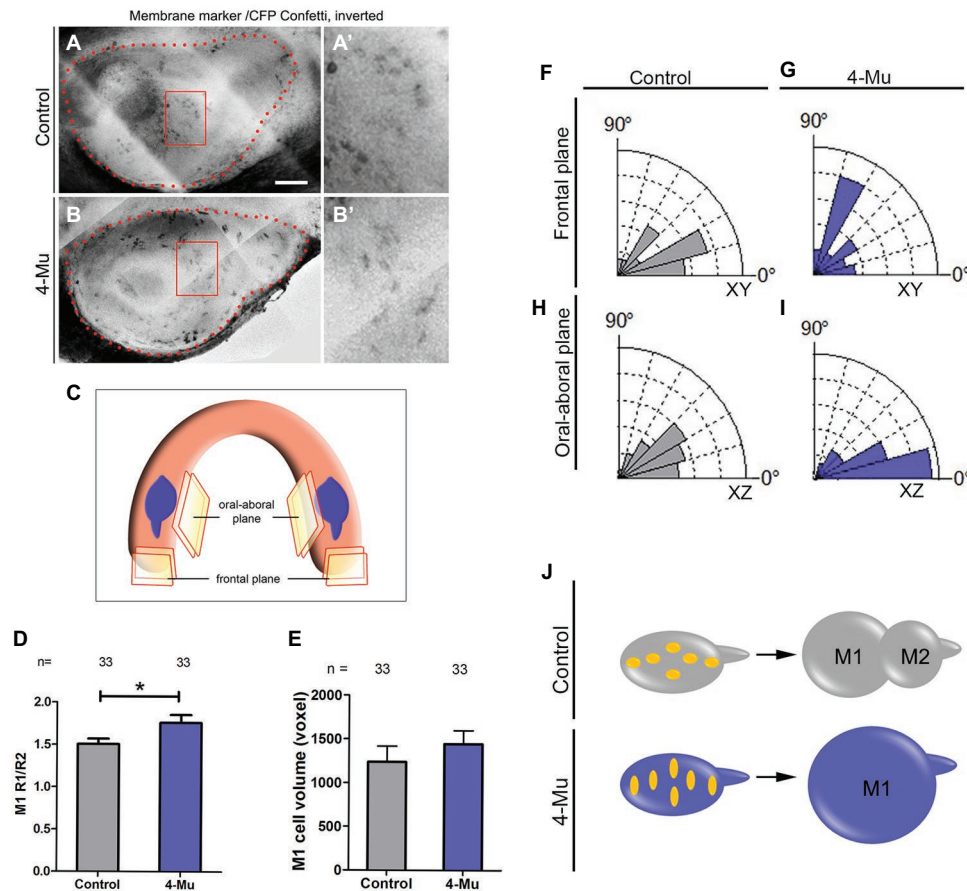 Membrane marker /CFP Confetti, inverted
A
A'
Control
B
B'
4-Mu
C
oral-aboral
plane
frontal plane
D
n= 33 33
*
M1 R1/R2
2.0
1.5
1.0
0.5
0.0
Control 4-Mu
E
n = 33 33
M1 cell volume (voxel)
2000
1500
1000
500
0
Control 4-Mu
F
Control
G
4-Mu
Frontal plane
90°
0°
XY
90°
0°
XY
H
I
Oral-aboral plane
90°
0°
XZ
90°
0°
XZ
J
Control
M1 M2
4-Mu
M1